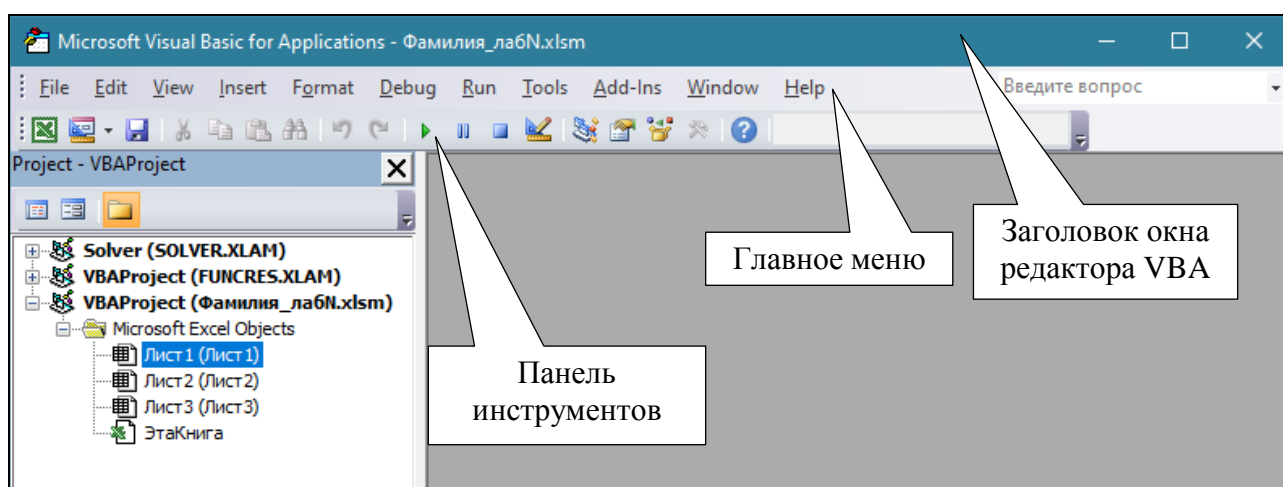 Microsoft Visual Basic for Applications - Фамилия_лабN.xlsm
File Edit View Insert Format Debug Run Tools Add-Ins Window Help
Введите вопрос
Project - VBAProject
Solver (SOLVER.XLAM)
VBAProject (FUNCRES.XLAM)
VBAProject (Фамилия_лабN.xlsm)
Microsoft Excel Objects
Лист1 (Лист1)
Лист2 (Лист2)
Лист3 (Лист3)
ЭтаКнига
Панель
инструментов
Главное меню
Заголовок окна
редактора VBA